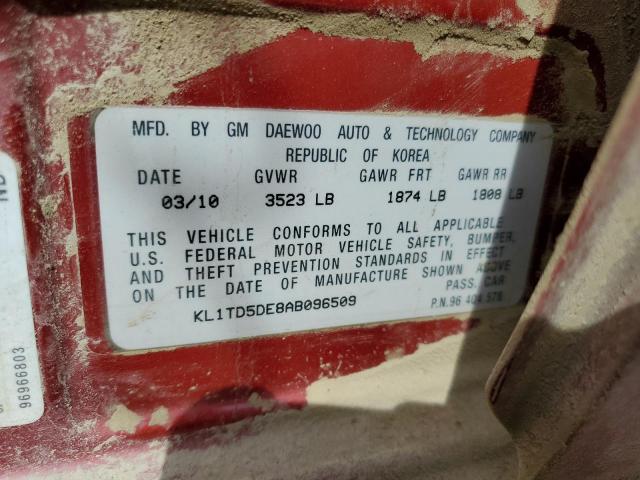 MFD. BY GM DAEWOO AUTO & TECHNOLOGY COMPANY
REPUBLIC OF KOREA
DATE GVWR GAWR FRT GAWR RR
03/10 3523 LB 1874 LB 1808 LB
THIS VEHICLE CONFORMS TO ALL APPLICABLE
U.S. FEDERAL MOTOR VEHICLE SAFETY, BUMPER,
AND THEFT PREVENTION STANDARDS IN EFFECT
ON THE DATE OF MANUFACTURE SHOWN ABOVE
PASS. CAR
KL1TD5DE8AB096509
P.N.96 404 578
96966803
ND